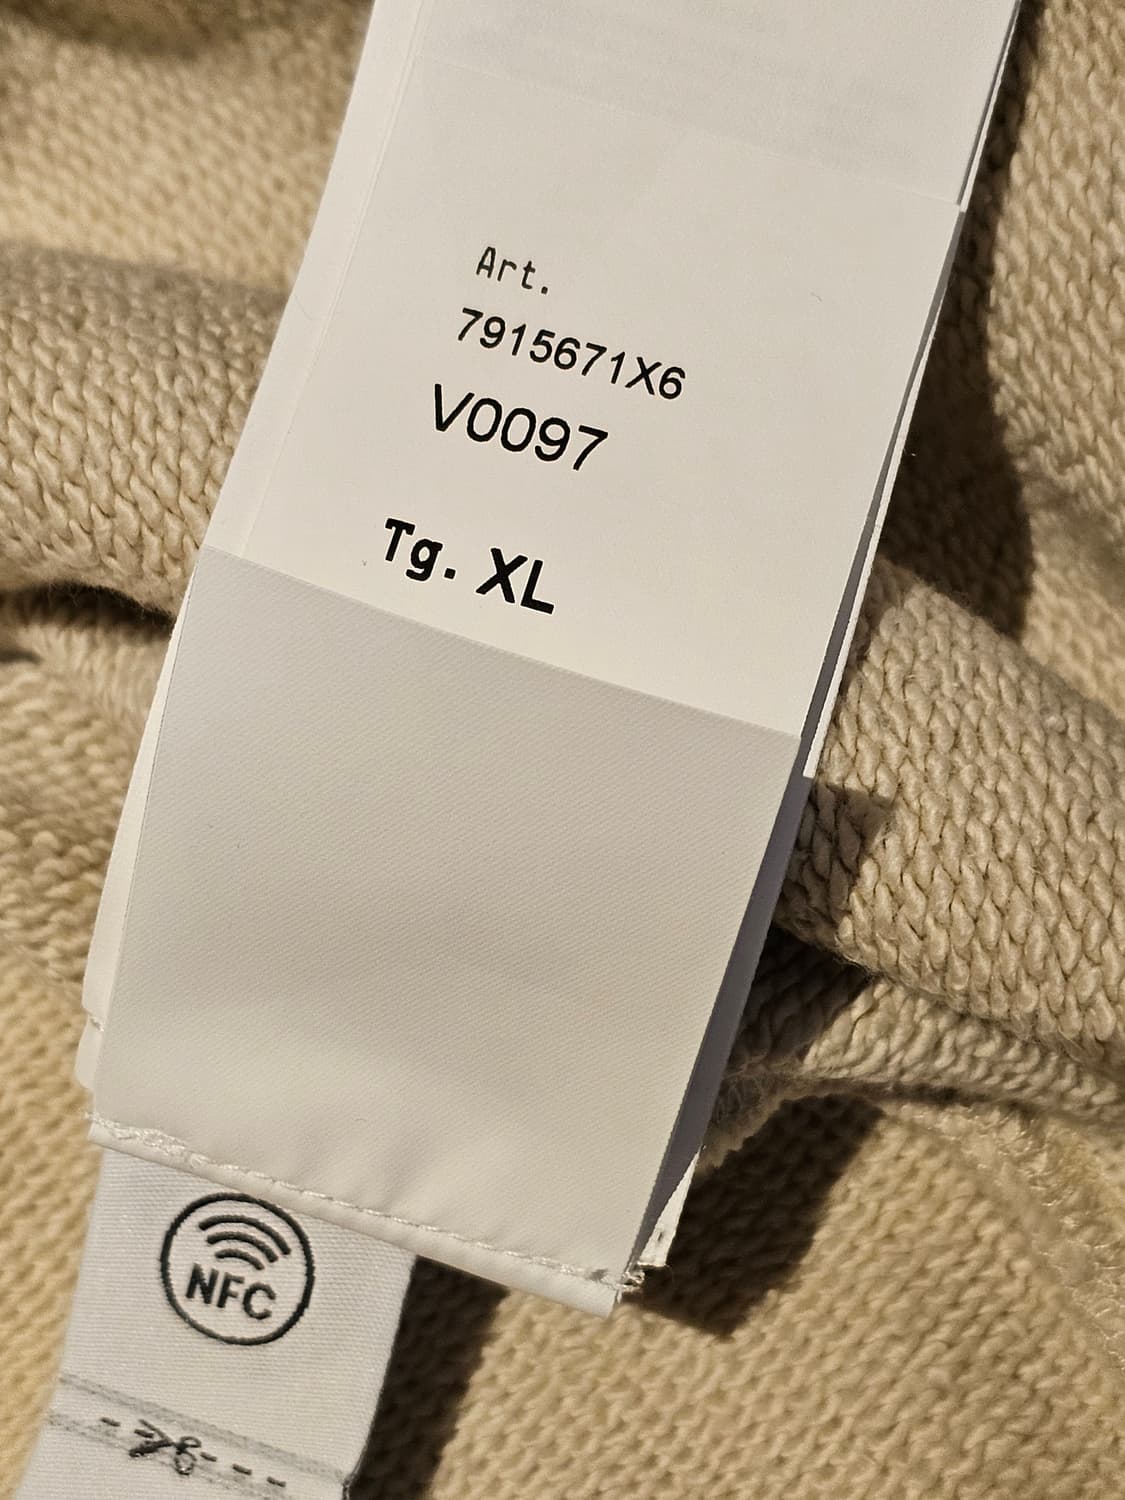 Art.
7915671X6
V0097
Tg. XL
NFC